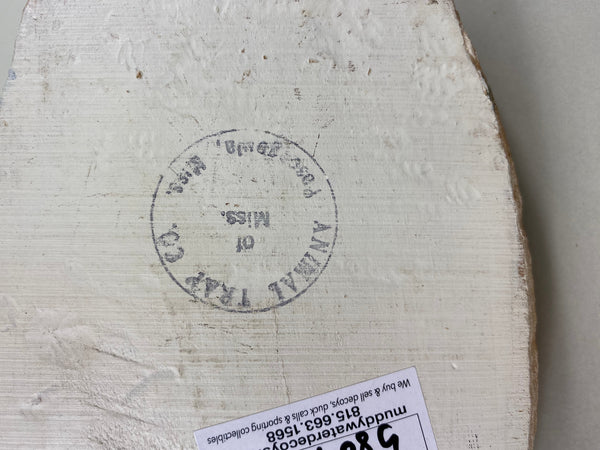 ANIMAL TRAP CO.
of
Miss.
Pascagoula, Miss.
muddywaterdecoys
815.663.1568
We buy & sell decoys, duck calls & sporting collectibles